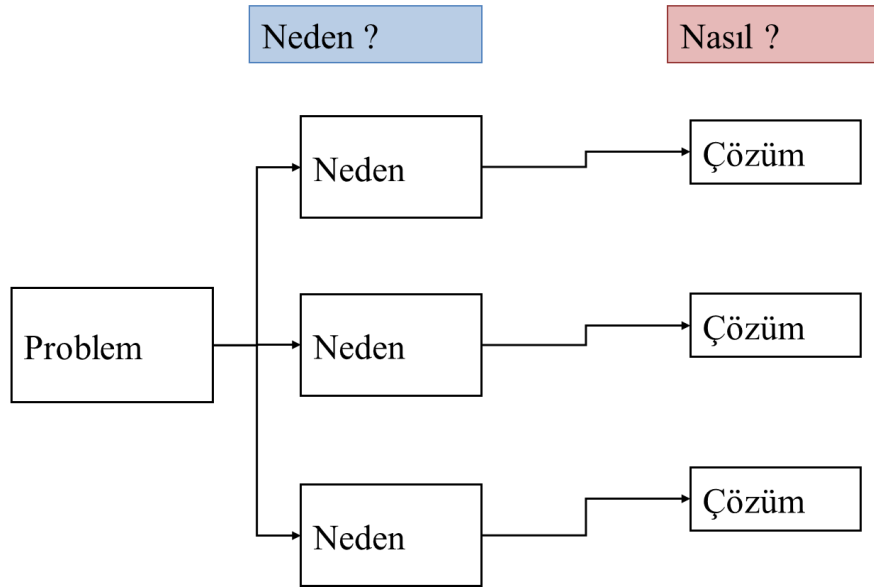 Neden ?
Nasıl ?
Neden
Çözüm
Problem
Neden
Çözüm
Neden
Çözüm